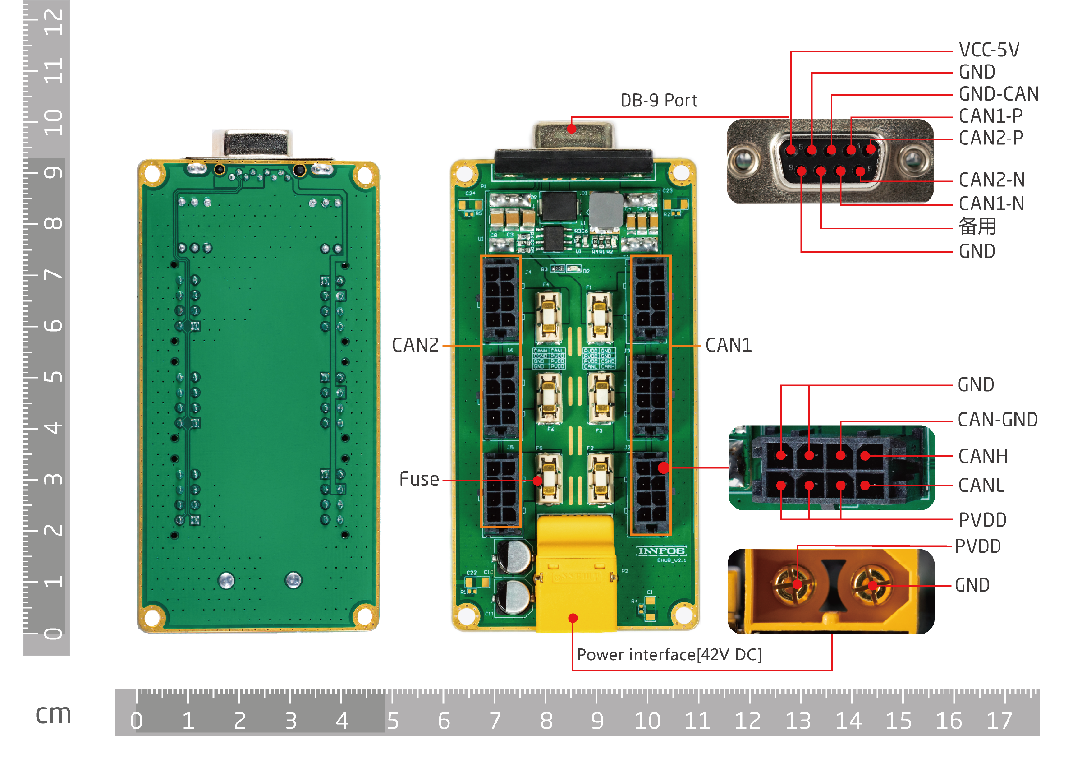 12
11
10
9
8
7
6
5
4
3
2
1
0
DB-9 Port
VCC-5V
GND
GND-CAN
CAN1-P
CAN2-P
CAN2-N
CAN1-N
备用
GND
CAN2
CAN1
Fuse
GND
CAN-GND
CANH
CANL
PVDD
PVDD
GND
INNFOS
EHUB_V2.1
Power interface[42V DC]
cm
0 1 2 3 4 5 6 7 8 9 10 11 12 13 14 15 16 17